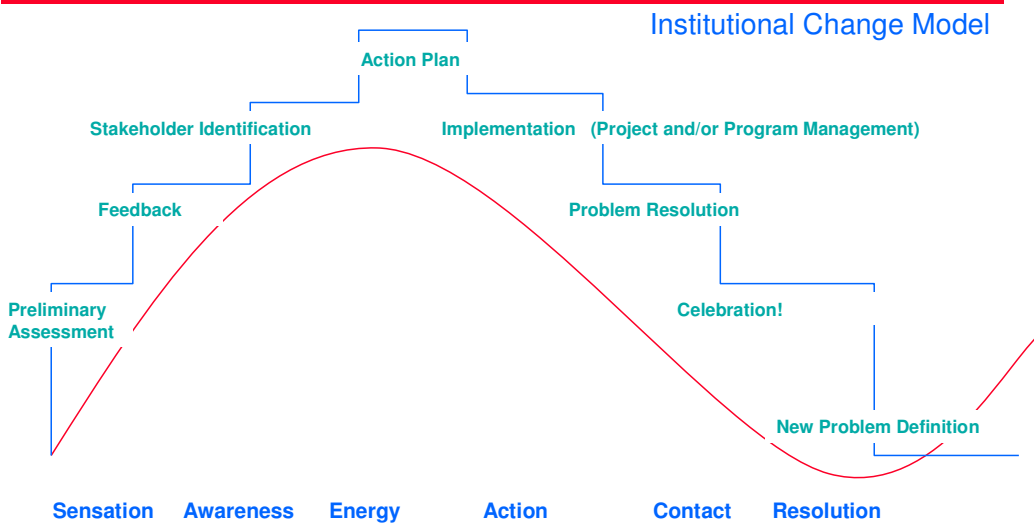 Institutional Change Model
Action Plan
Stakeholder Identification
Implementation (Project and/or Program Management)
Feedback
Problem Resolution
Preliminary
Assessment
Celebration!
New Problem Definition
Sensation Awareness Energy Action Contact Resolution